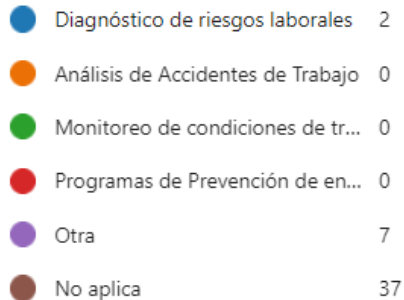 Diagnóstico de riesgos laborales 2
Análisis de Accidentes de Trabajo 0
Monitoreo de condiciones de tr... 0
Programas de Prevención de en... 0
Otra 7
No aplica 37